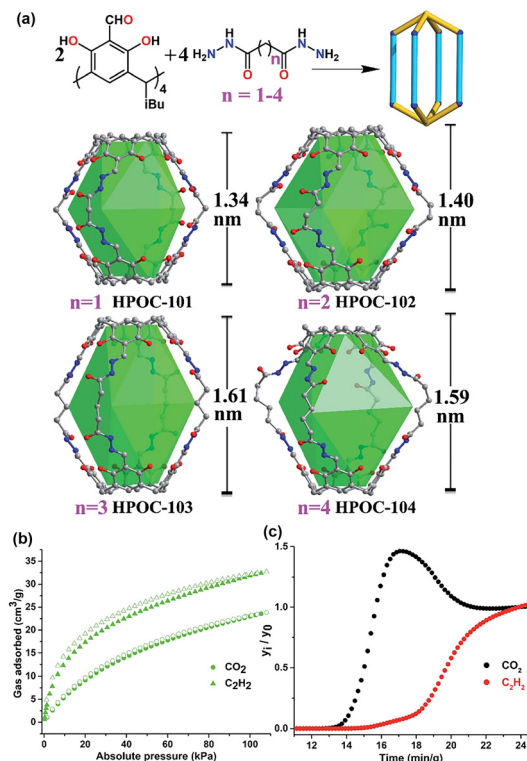 (a)
CHO
HO
OH
2
4
iBu
+4
H2N
N
H
O
n
O
H
N
NH2
n = 1-4
1.34
nm
n=1 HPOC-101
1.40
nm
n=2 HPOC-102
1.61
nm
n=3 HPOC-103
1.59
nm
n=4 HPOC-104
(b)
Gas adsorbed (cm³/g)
35
30
25
20
15
10
5
0
CO2
C2H2
0 20 40 60 80 100
Absolute pressure (kPa)
(c)
yi / y0
1.5
1.0
0.5
0.0
CO2
C2H2
12 14 16 18 20 22 24
Time (min/g)